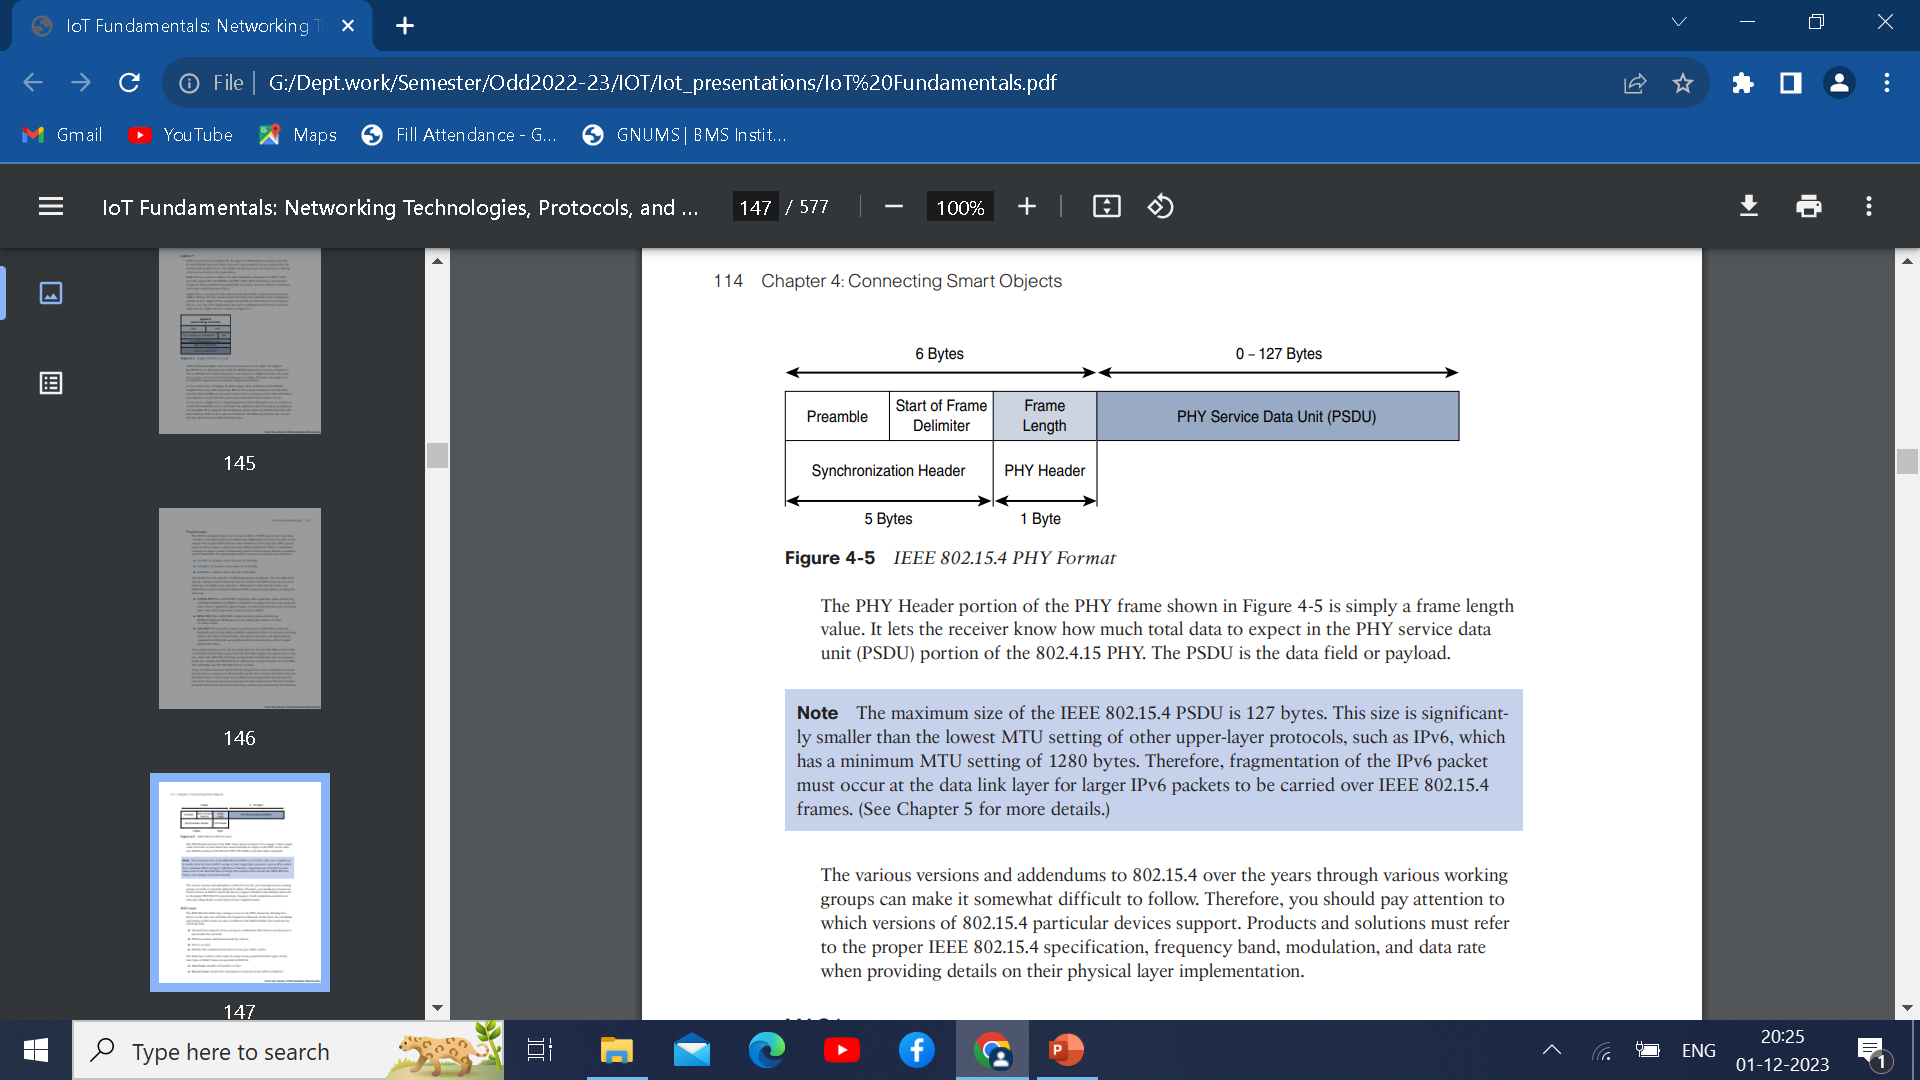 IoT Fundamentals: Networking T
File
G:/Dept.work/Semester/Odd2022-23/IOT/Iot_presentations/IoT%20Fundamentals.pdf
Gmail
YouTube
Maps
Fill Attendance - G...
GNUMS | BMS Instit...
IoT Fundamentals: Networking Technologies, Protocols, and ...
147 / 577
100%
145
146
147
114 Chapter 4: Connecting Smart Objects
6 Bytes
0 – 127 Bytes
Preamble
Start of Frame
Delimiter
Frame
Length
PHY Service Data Unit (PSDU)
Synchronization Header
PHY Header
5 Bytes
1 Byte
Figure 4-5 IEEE 802.15.4 PHY Format
The PHY Header portion of the PHY frame shown in Figure 4-5 is simply a frame length
value. It lets the receiver know how much total data to expect in the PHY service data
unit (PSDU) portion of the 802.4.15 PHY. The PSDU is the data field or payload.
Note The maximum size of the IEEE 802.15.4 PSDU is 127 bytes. This size is significant-
ly smaller than the lowest MTU setting of other upper-layer protocols, such as IPv6, which
has a minimum MTU setting of 1280 bytes. Therefore, fragmentation of the IPv6 packet
must occur at the data link layer for larger IPv6 packets to be carried over IEEE 802.15.4
frames. (See Chapter 5 for more details.)
The various versions and addendums to 802.15.4 over the years through various working
groups can make it somewhat difficult to follow. Therefore, you should pay attention to
which versions of 802.15.4 particular devices support. Products and solutions must refer
to the proper IEEE 802.15.4 specification, frequency band, modulation, and data rate
when providing details on their physical layer implementation.
Type here to search
P
ENG
20:25
01-12-2023
1